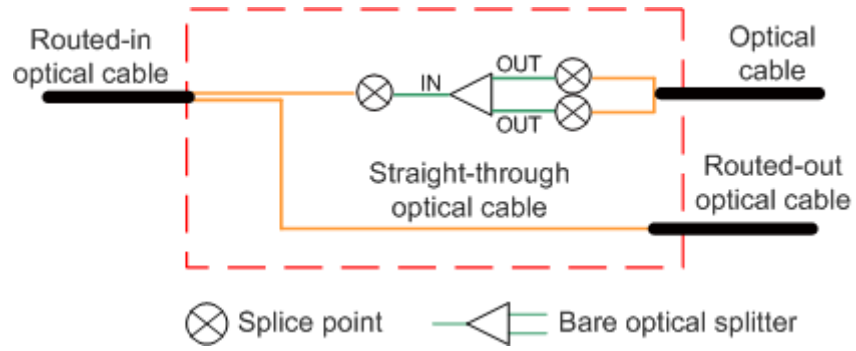 Routed-in
optical cable
IN
OUT
OUT
Optical
cable
Straight-through
optical cable
Routed-out
optical cable
Splice point
Bare optical splitter